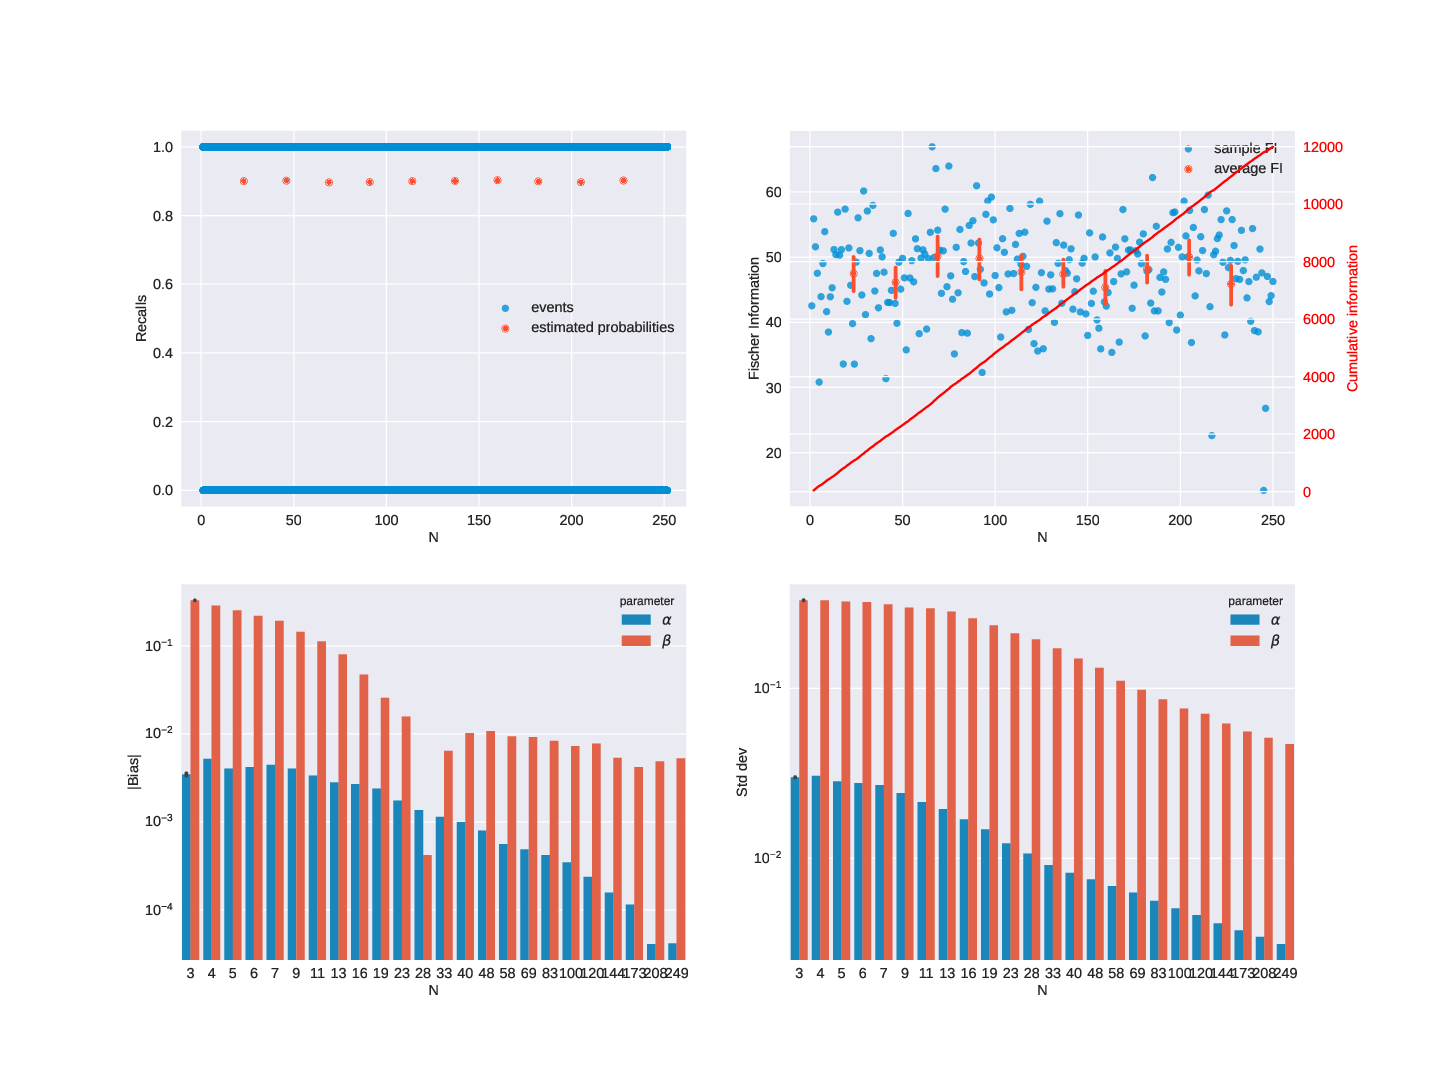 1.0
0.8
0.6
0.4
0.2
0.0
Recalls
events
estimated probabilities
0 50 100 150 200 250
N
60
50
40
30
20
Fischer Information
sample FI
average FI
12000
10000
8000
6000
4000
2000
0
Cumulative information
0 50 100 150 200 250
N
10⁻¹
10⁻²
10⁻³
10⁻⁴
|Bias|
parameter
α
β
3 4 5 6 7 9 11 13 16 19 23 28 33 40 48 58 69 83 100 120 144 173 208 249
N
10⁻¹
10⁻²
Std dev
parameter
α
β
3 4 5 6 7 9 11 13 16 19 23 28 33 40 48 58 69 83 100 120 144 173 208 249
N